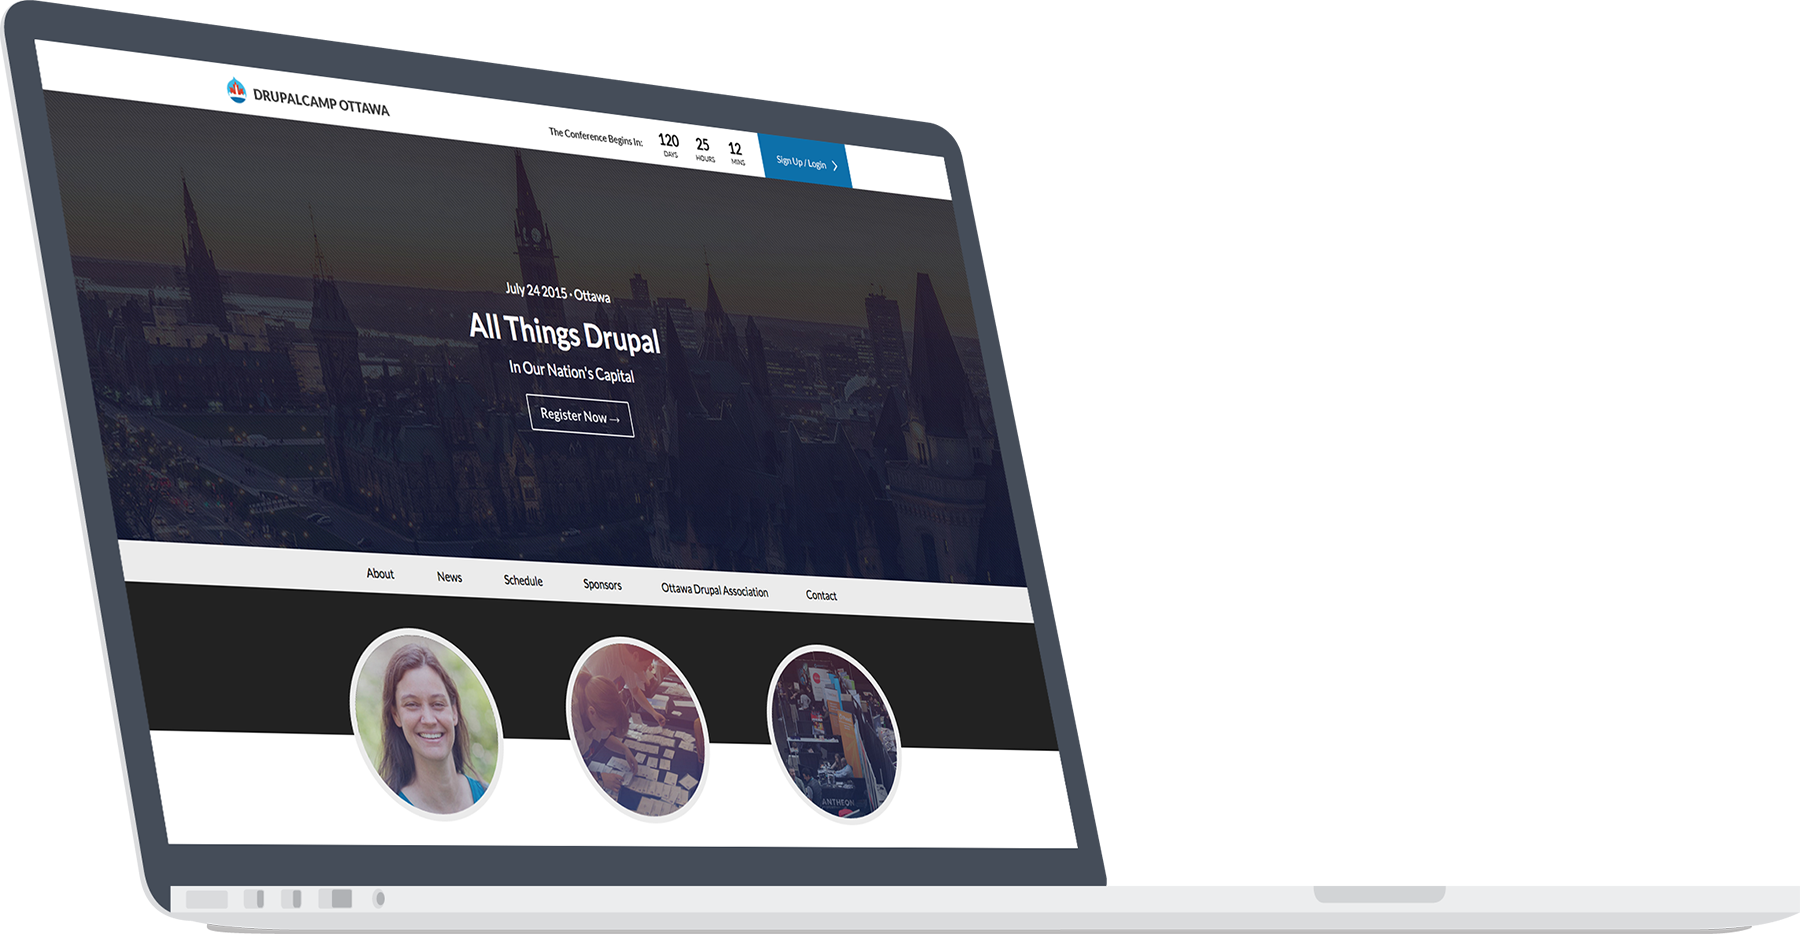 DRUPALCAMP OTTAWA
The Conference Begins In:
120 25 12
DAYS HOURS MINS
Sign Up / Login
July 24 2015 · Ottawa
All Things Drupal
In Our Nation's Capital
Register Now →
About News Schedule Sponsors Ottawa Drupal Association Contact
ANTHEON